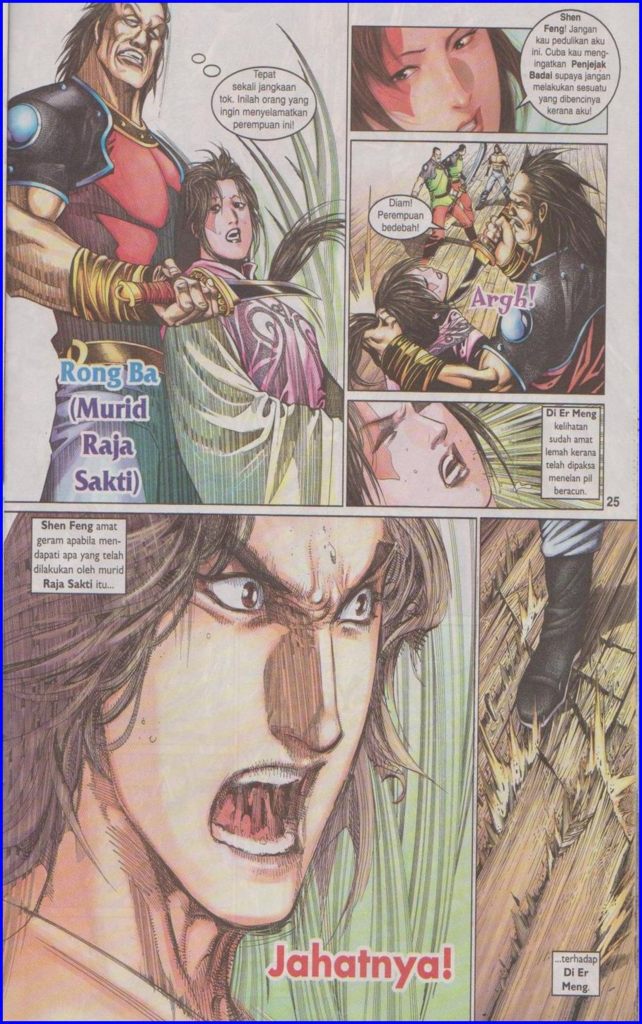 Tepat
sekali jangkaan
tok. Inilah orang yang
ingin menyelamatkan
perempuan ini!
Rong Ba
(Murid
Raja
Sakti)
Shen
Feng! Jangan
kau pedulikan aku
ini. Cuba kau meng-
ingatkan Penjejak
Badai supaya jangan
melakukan sesuatu
yang dibencinya
kerana aku!
Diam!
Perempuan
bedebah!
Argh!
Di Er Meng
kelihatan
sudah amat
lemah kerana
telah dipaksa
menelan pil
beracun.
25
Shen Feng amat
geram apabila men-
dapati apa yang telah
dilakukan oleh murid
Raja Sakti itu...
Jahatnya!
...terhadap
Di Er
Meng.